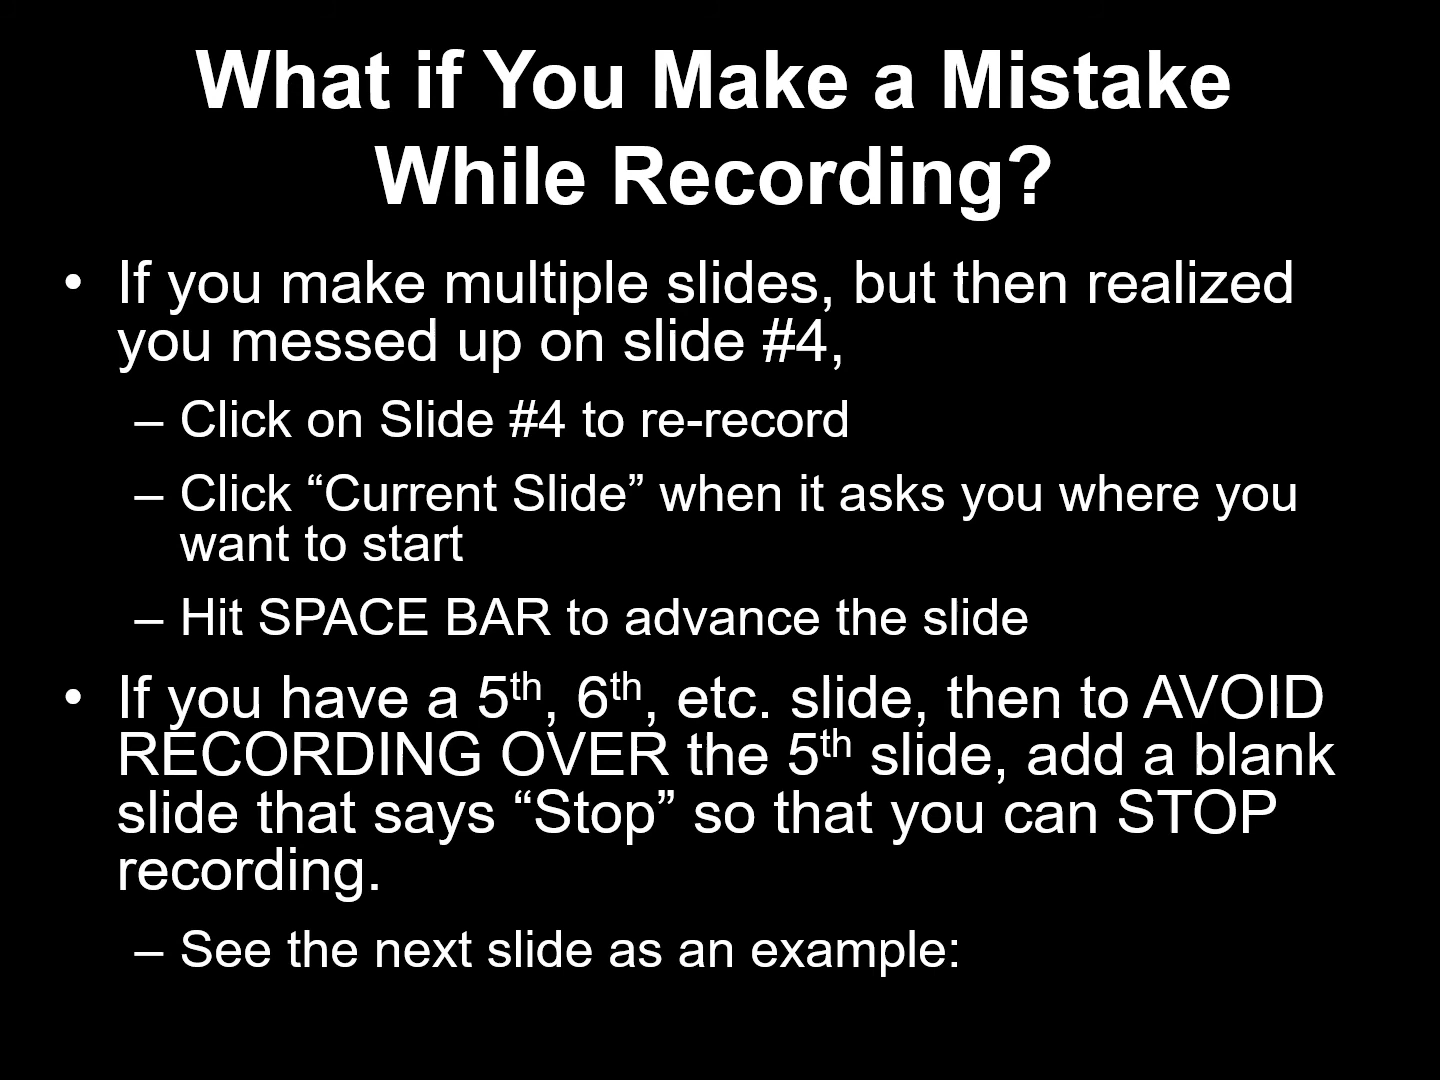 What if You Make a Mistake
While Recording?
• If you make multiple slides, but then realized
you messed up on slide #4,
– Click on Slide #4 to re-record
– Click “Current Slide” when it asks you where you
want to start
– Hit SPACE BAR to advance the slide
• If you have a 5th, 6th, etc. slide, then to AVOID
RECORDING OVER the 5th slide, add a blank
slide that says “Stop” so that you can STOP
recording.
– See the next slide as an example: